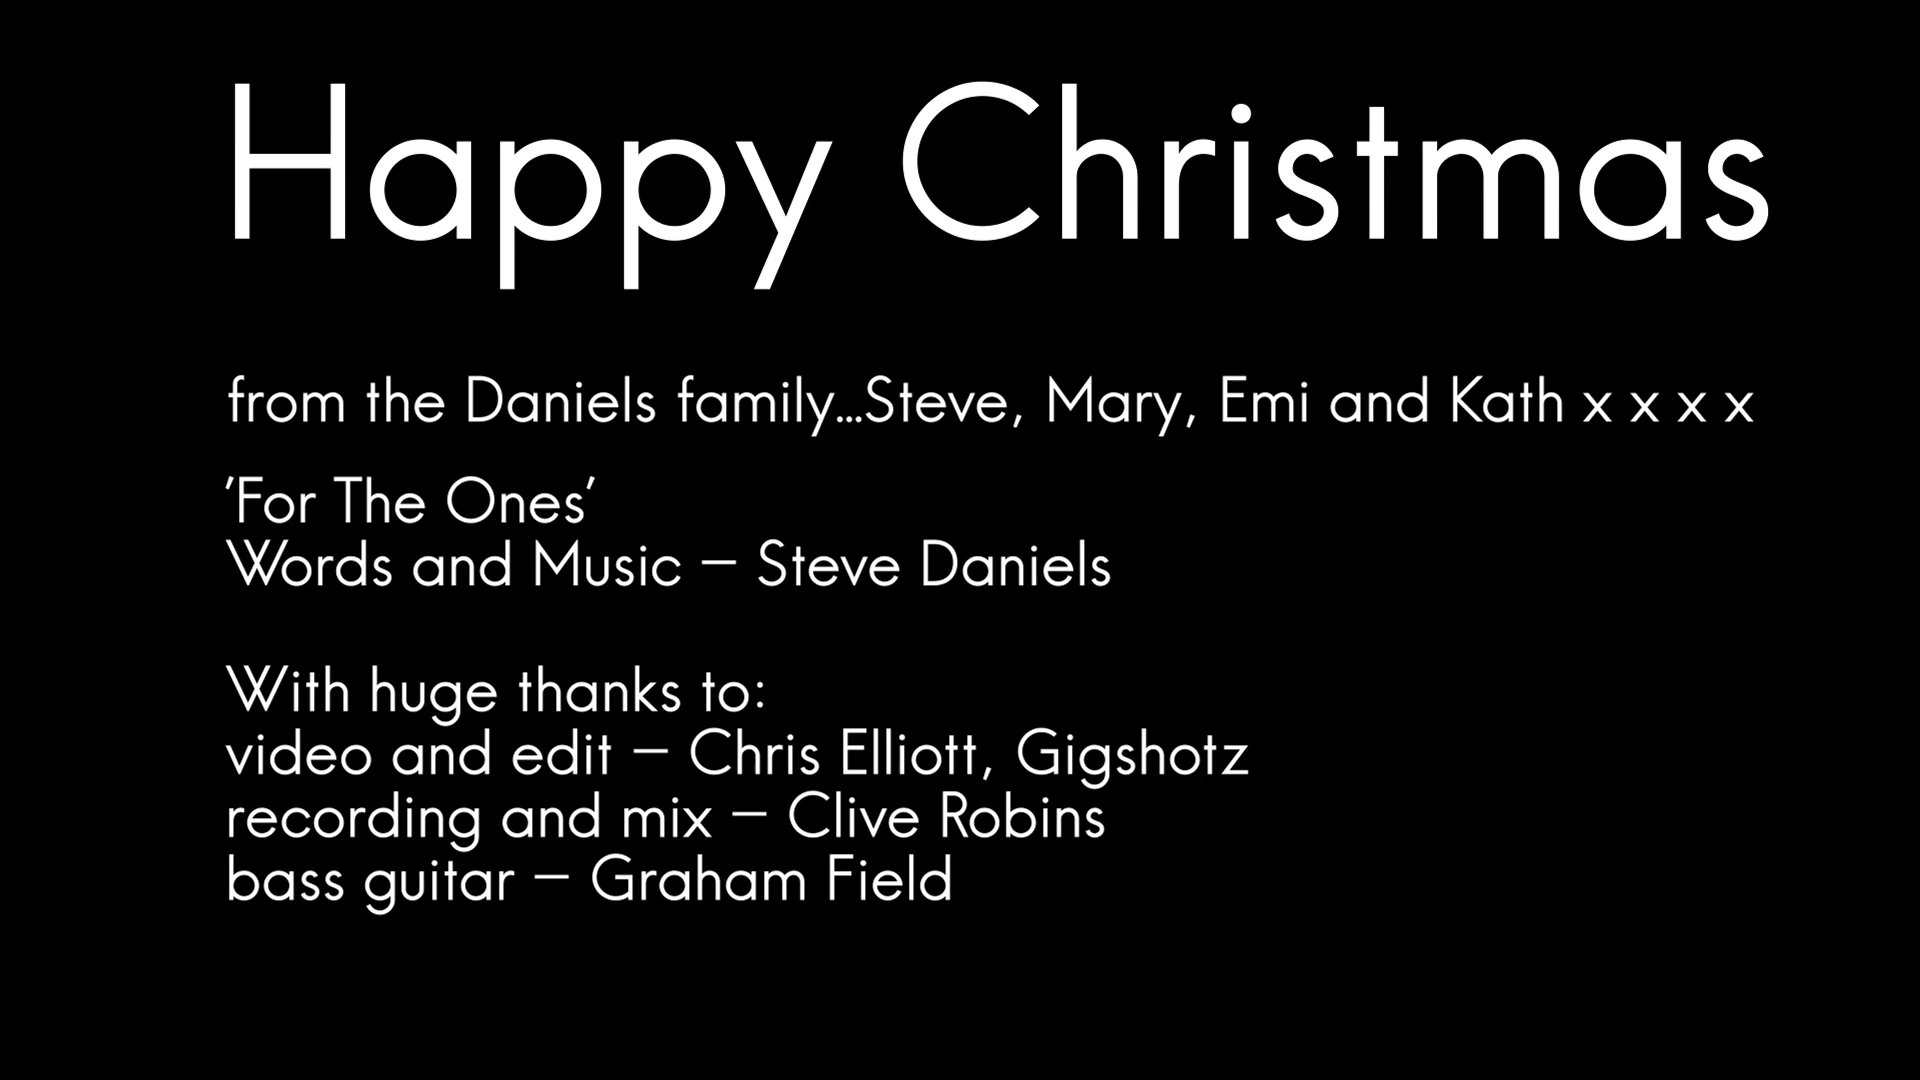 Happy Christmas
from the Daniels family...Steve, Mary, Emi and Kath x x x x
'For The Ones'
Words and Music – Steve Daniels
With huge thanks to:
video and edit – Chris Elliott, Gigshotz
recording and mix – Clive Robins
bass guitar – Graham Field